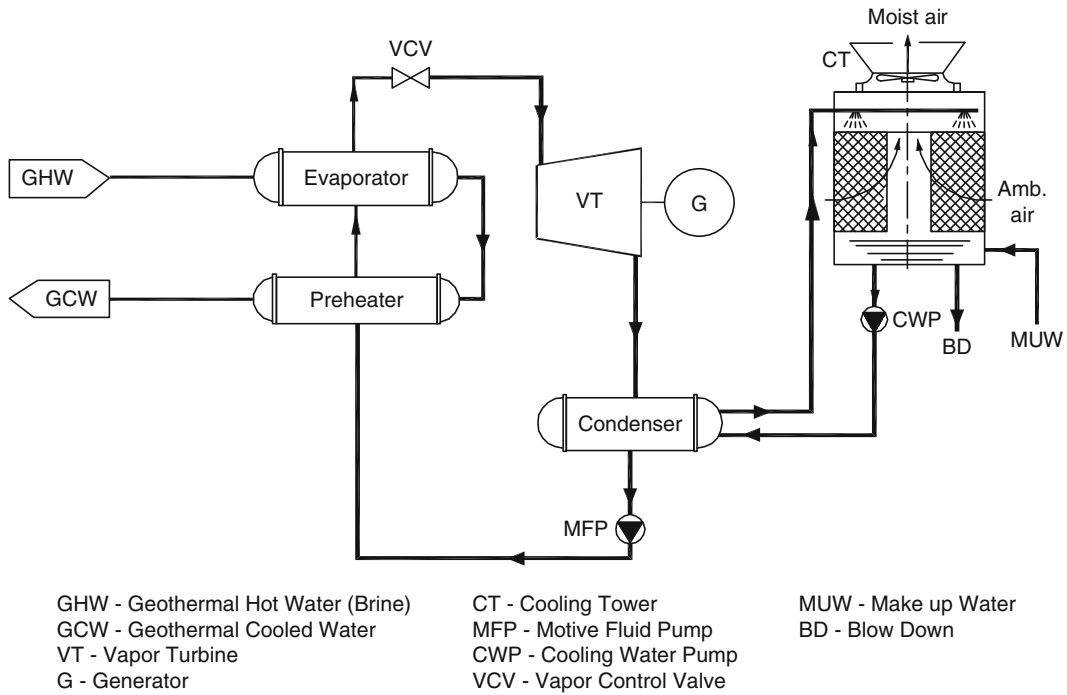 Moist air
VCV
CT
GHW
Evaporator
VT
G
Amb.
air
GCW
Preheater
CWP
BD
MUW
Condenser
MFP
GHW - Geothermal Hot Water (Brine)
GCW - Geothermal Cooled Water
VT - Vapor Turbine
G - Generator
CT - Cooling Tower
MFP - Motive Fluid Pump
CWP - Cooling Water Pump
VCV - Vapor Control Valve
MUW - Make up Water
BD - Blow Down